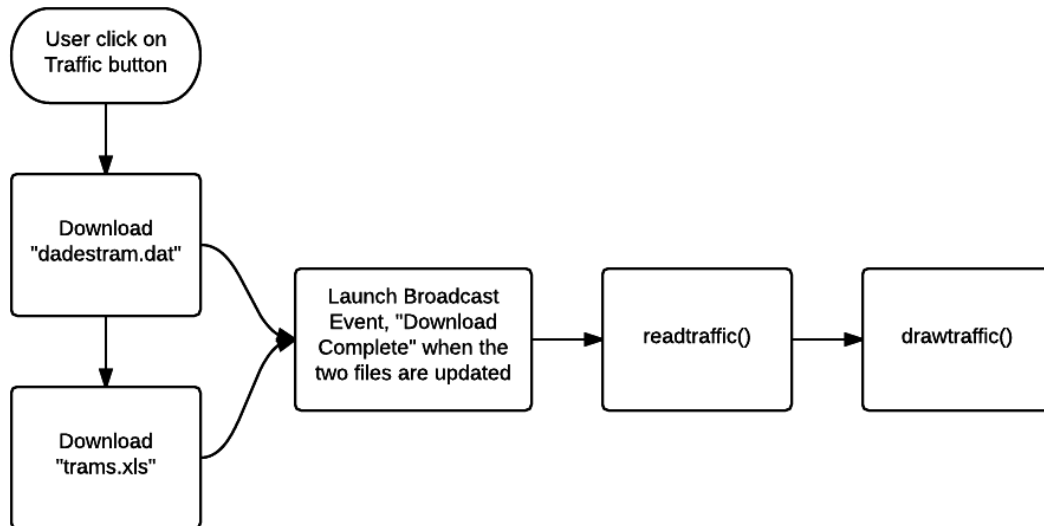 User click on
Traffic button
Download
"dadestram.dat"
Download
"trams.xls"
Launch Broadcast
Event, "Download
Complete" when the
two files are updated
readtraffic()
drawtraffic()